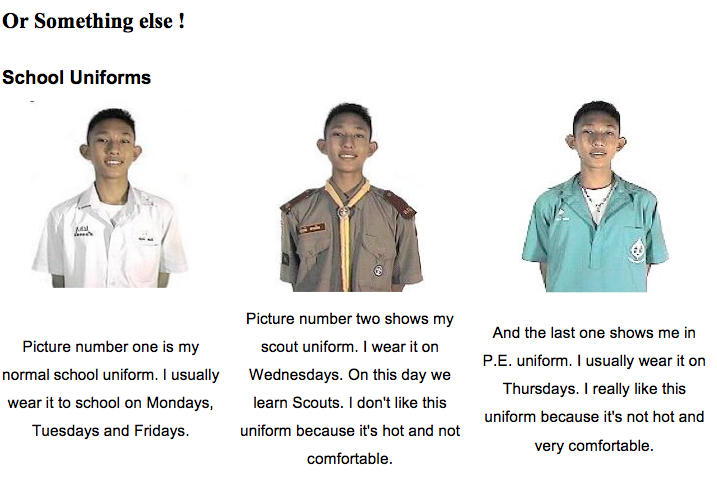 Or Something else !
School Uniforms
Picture number one is my
normal school uniform. I usually
wear it to school on Mondays,
Tuesdays and Fridays.
Picture number two shows my
scout uniform. I wear it on
Wednesdays. On this day we
learn Scouts. I don't like this
uniform because it's hot and not
comfortable.
And the last one shows me in
P.E. uniform. I usually wear it on
Thursdays. I really like this
uniform because it's not hot and
very comfortable.